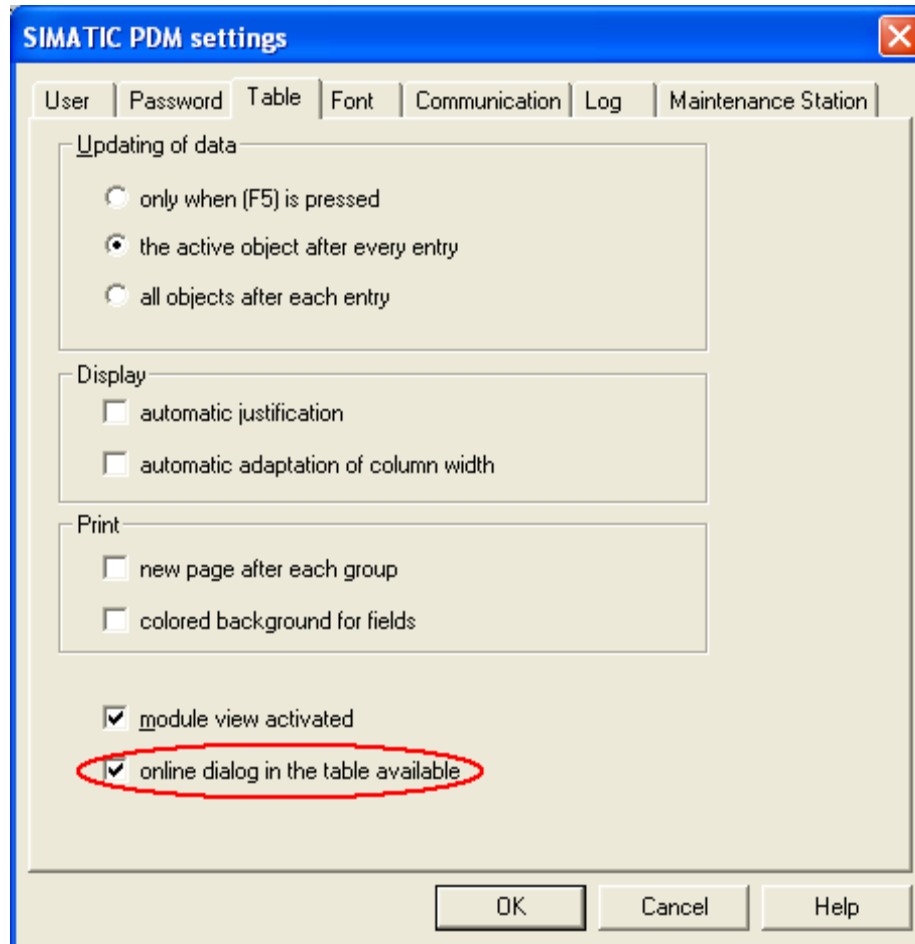 SIMATIC PDM settings
User Password Table Font Communication Log Maintenance Station
Updating of data
only when (F5) is pressed
the active object after every entry
all objects after each entry
Display
automatic justification
automatic adaptation of column width
Print
new page after each group
colored background for fields
module view activated
online dialog in the table available
OK Cancel Help